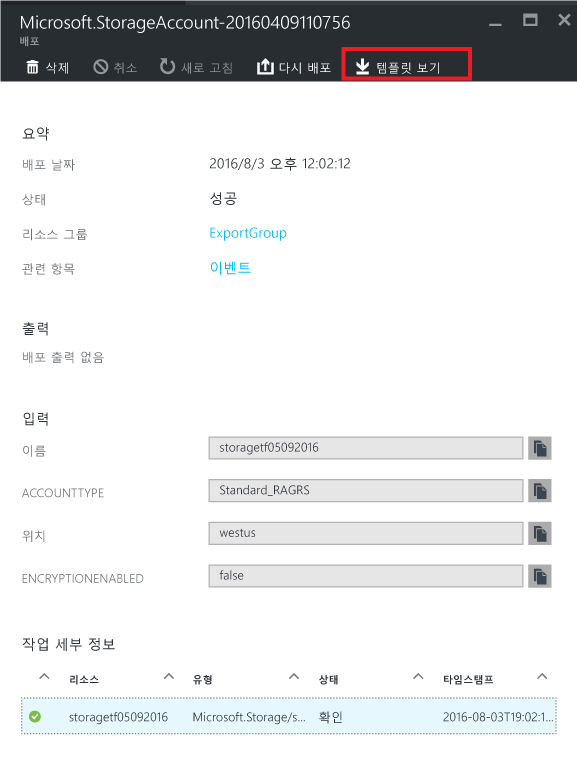 Microsoft.StorageAccount-20160409110756
배포
삭제 취소 새로 고침 다시 배포 템플릿 보기
요약
배포 날짜 2016/8/3 오후 12:02:12
상태 성공
리소스 그룹 ExportGroup
관련 항목 이벤트
출력
배포 출력 없음
입력
이름 storagetf05092016
ACCOUNTTYPE Standard_RAGRS
위치 westus
ENCRYPTIONENABLED false
작업 세부 정보
리소스 유형 상태 타임스탬프
storagetf05092016 Microsoft.Storage/s... 확인 2016-08-03T19:02:1...